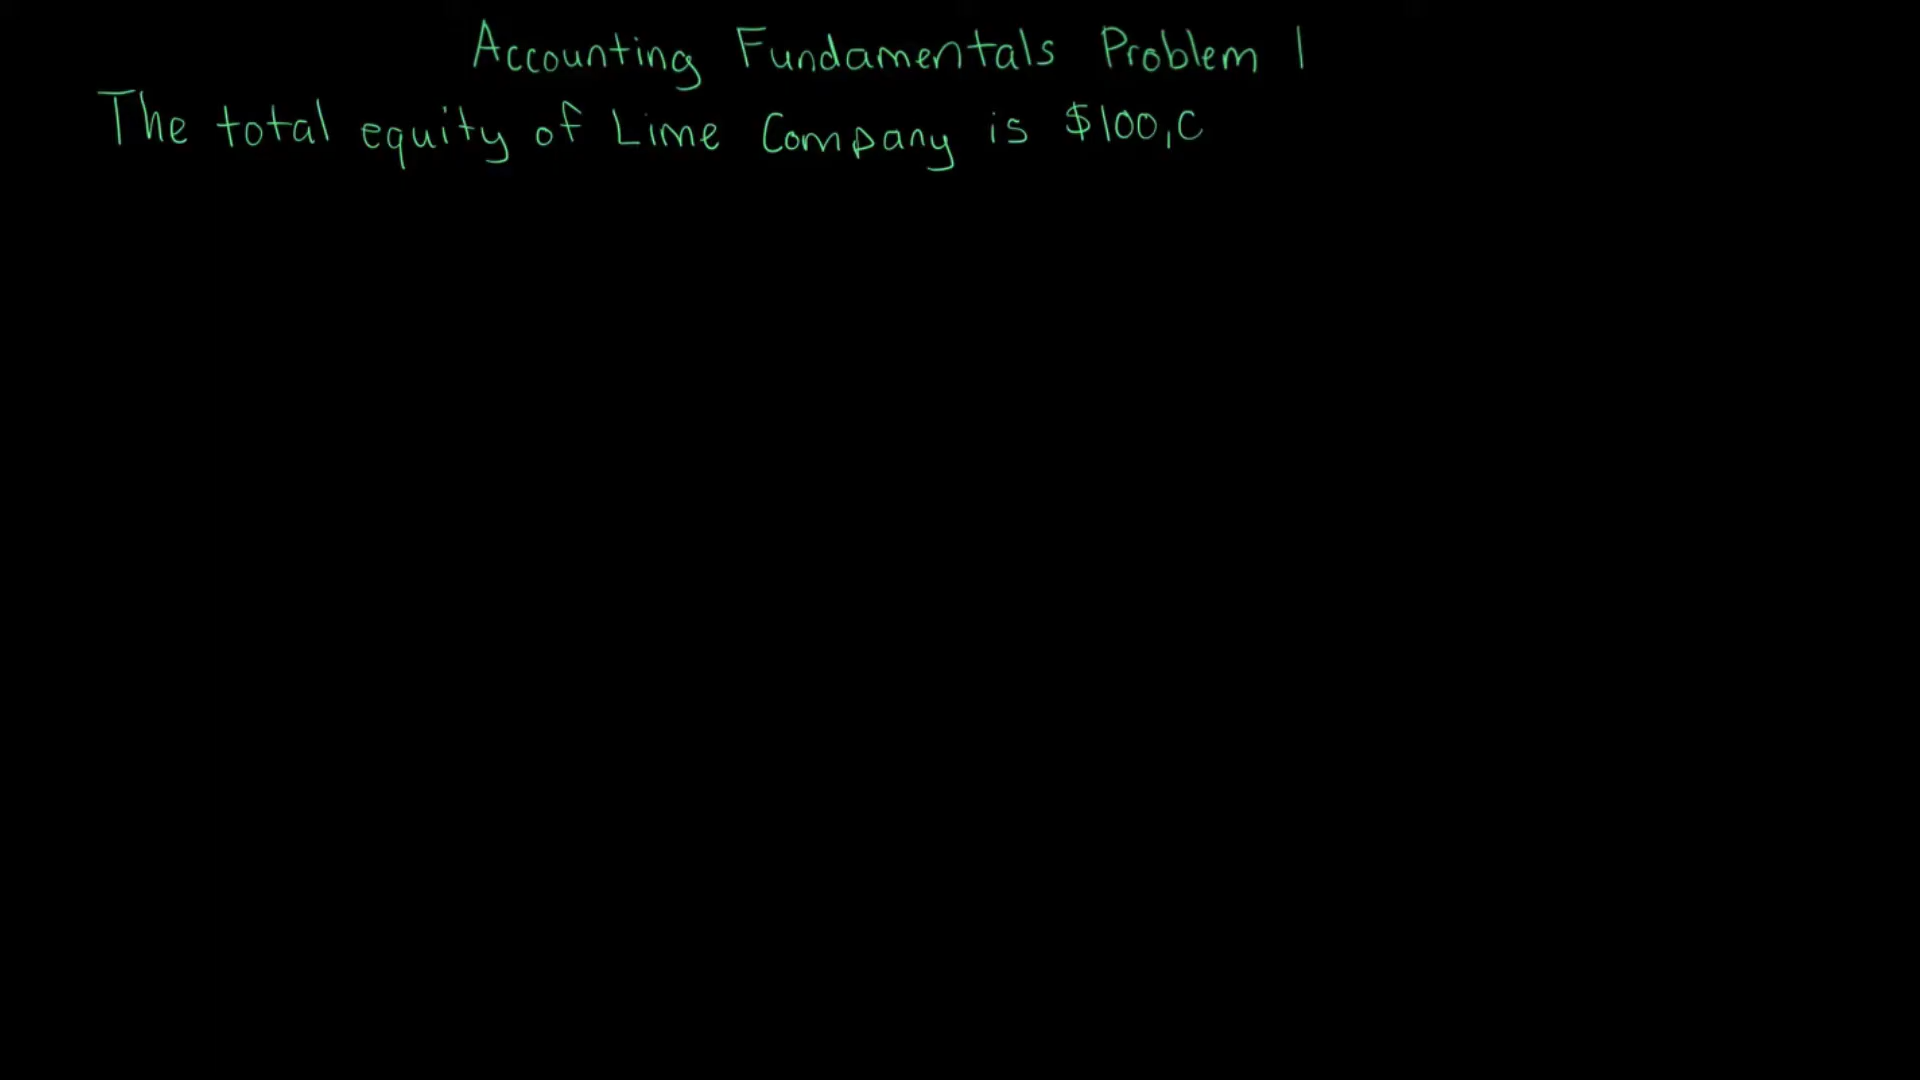 Accounting Fundamentals Problem 1
The total equity of Lime Company is $100,C